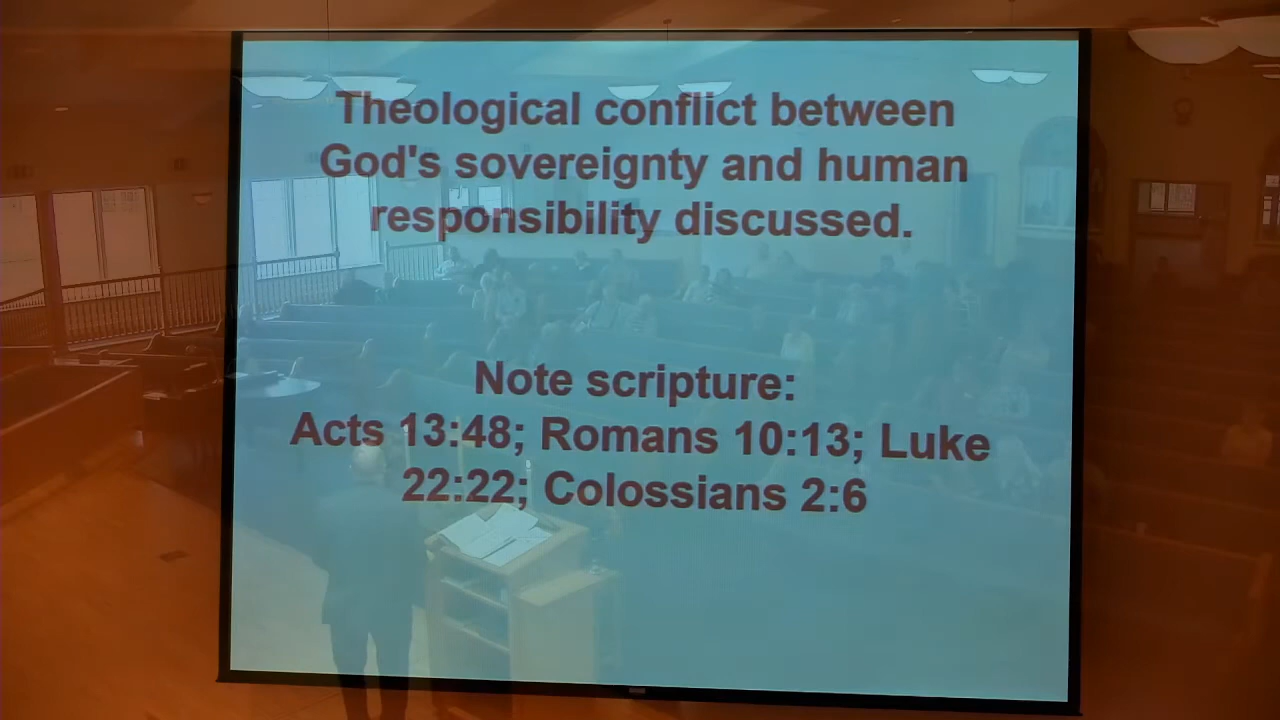 Theological conflict between
God's sovereignty and human
responsibility discussed.
Note scripture:
Acts 13:48; Romans 10:13; Luke
22:22; Colossians 2:6